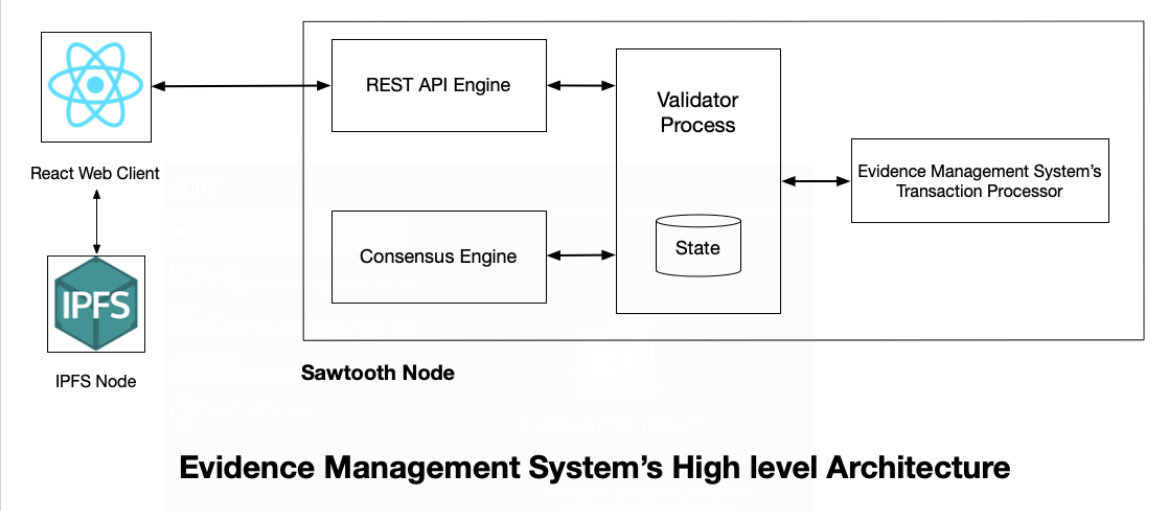 REST API Engine
Validator
Process
React Web Client
Evidence Management System's
Transaction Processor
Consensus Engine
State
IPFS
IPFS Node
Sawtooth Node
Evidence Management System’s High level Architecture